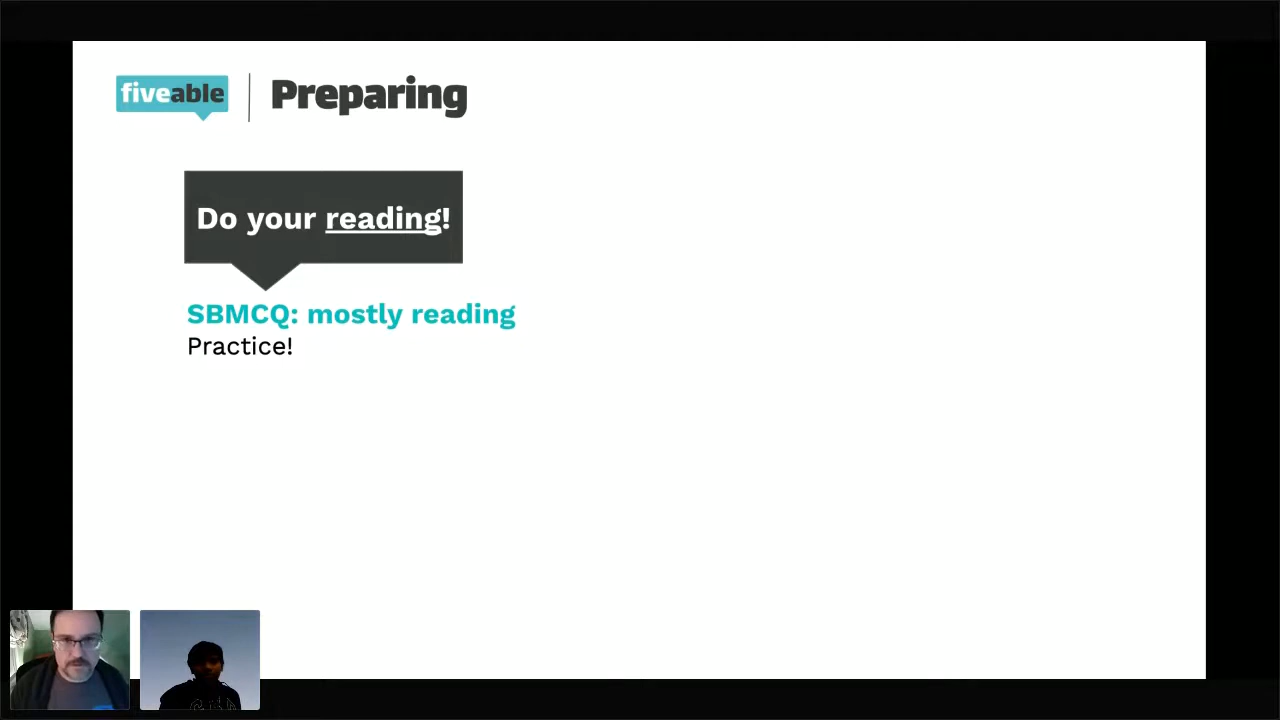 fiveable
Preparing
Do your reading!
SBMCQ: mostly reading
Practice!